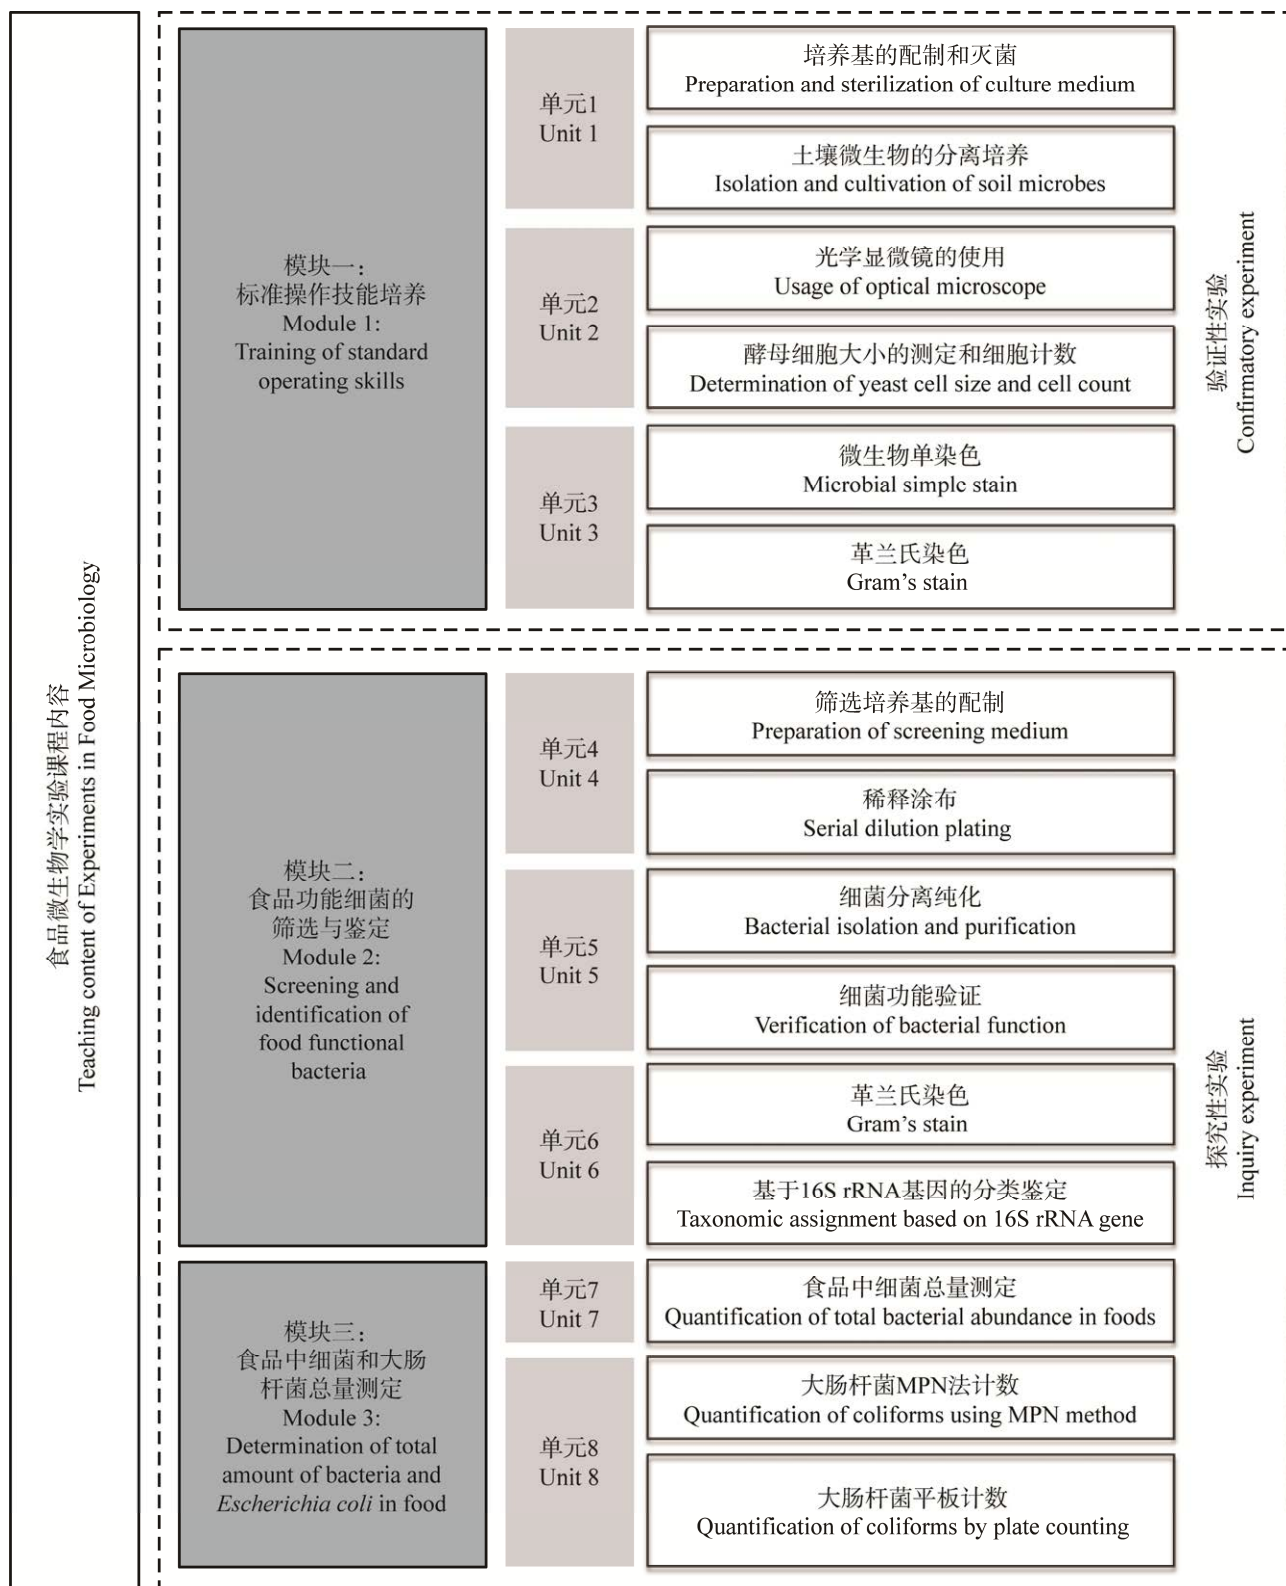 食品微生物学实验课程内容
Teaching content of Experiments in Food Microbiology
模块一：
标准操作技能培养
Module 1:
Training of standard
operating skills
单元1
Unit 1
培养基的配制和灭菌
Preparation and sterilization of culture medium
土壤微生物的分离培养
Isolation and cultivation of soil microbes
单元2
Unit 2
光学显微镜的使用
Usage of optical microscope
酵母细胞大小的测定和细胞计数
Determination of yeast cell size and cell count
单元3
Unit 3
微生物单染色
Microbial simplc stain
革兰氏染色
Gram's stain
验证性实验
Confirmatory experiment
模块二：
食品功能细菌的
筛选与鉴定
Module 2:
Screening and
identification of
food functional
bacteria
单元4
Unit 4
筛选培养基的配制
Preparation of screening medium
稀释涂布
Serial dilution plating
单元5
Unit 5
细菌分离纯化
Bacterial isolation and purification
细菌功能验证
Verification of bacterial function
单元6
Unit 6
革兰氏染色
Gram's stain
基于16S rRNA基因的分类鉴定
Taxonomic assignment based on 16S rRNA gene
模块三：
食品中细菌和大肠
杆菌总量测定
Module 3:
Determination of total
amount of bacteria and
Escherichia coli in food
单元7
Unit 7
食品中细菌总量测定
Quantification of total bacterial abundance in foods
单元8
Unit 8
大肠杆菌MPN法计数
Quantification of coliforms using MPN method
大肠杆菌平板计数
Quantification of coliforms by plate counting
探究性实验
Inquiry experiment